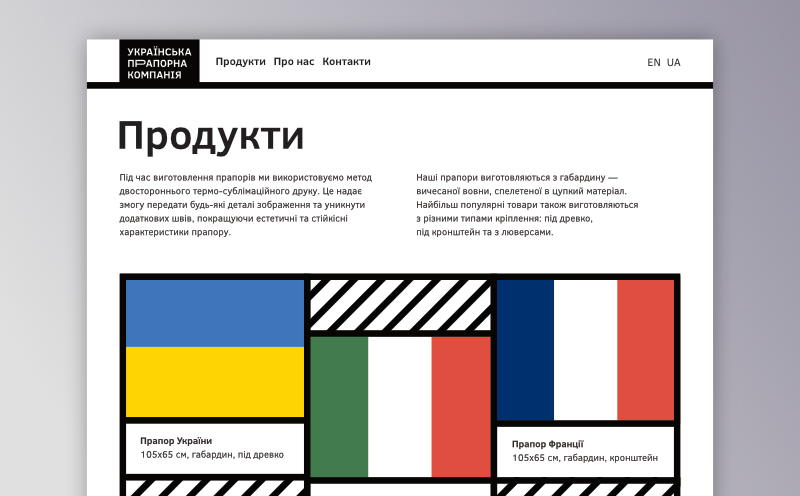 УКРАЇНСЬКА
ПРАПОРНА
КОМПАНІЯ
Продукти Про нас Контакти
EN UA
Продукти
Під час виготовлення прапорів ми використовуємо метод
двостороннього термо-сублімаційного друку. Це надає
змогу передати будь-які деталі зображення та уникнути
додаткових швів, покращуючи естетичні та стійкісні
характеристики прапору.
Наші прапори виготовляються з габардину —
вичесаної вовни, сплетеної в цупкий матеріал.
Найбільш популярні товари також виготовляються
з різними типами кріплення: під древко,
під кронштейн та з люверсами.
Прапор України
105x65 см, габардин, під древко
Прапор Франції
105x65 см, габардин, кронштейн